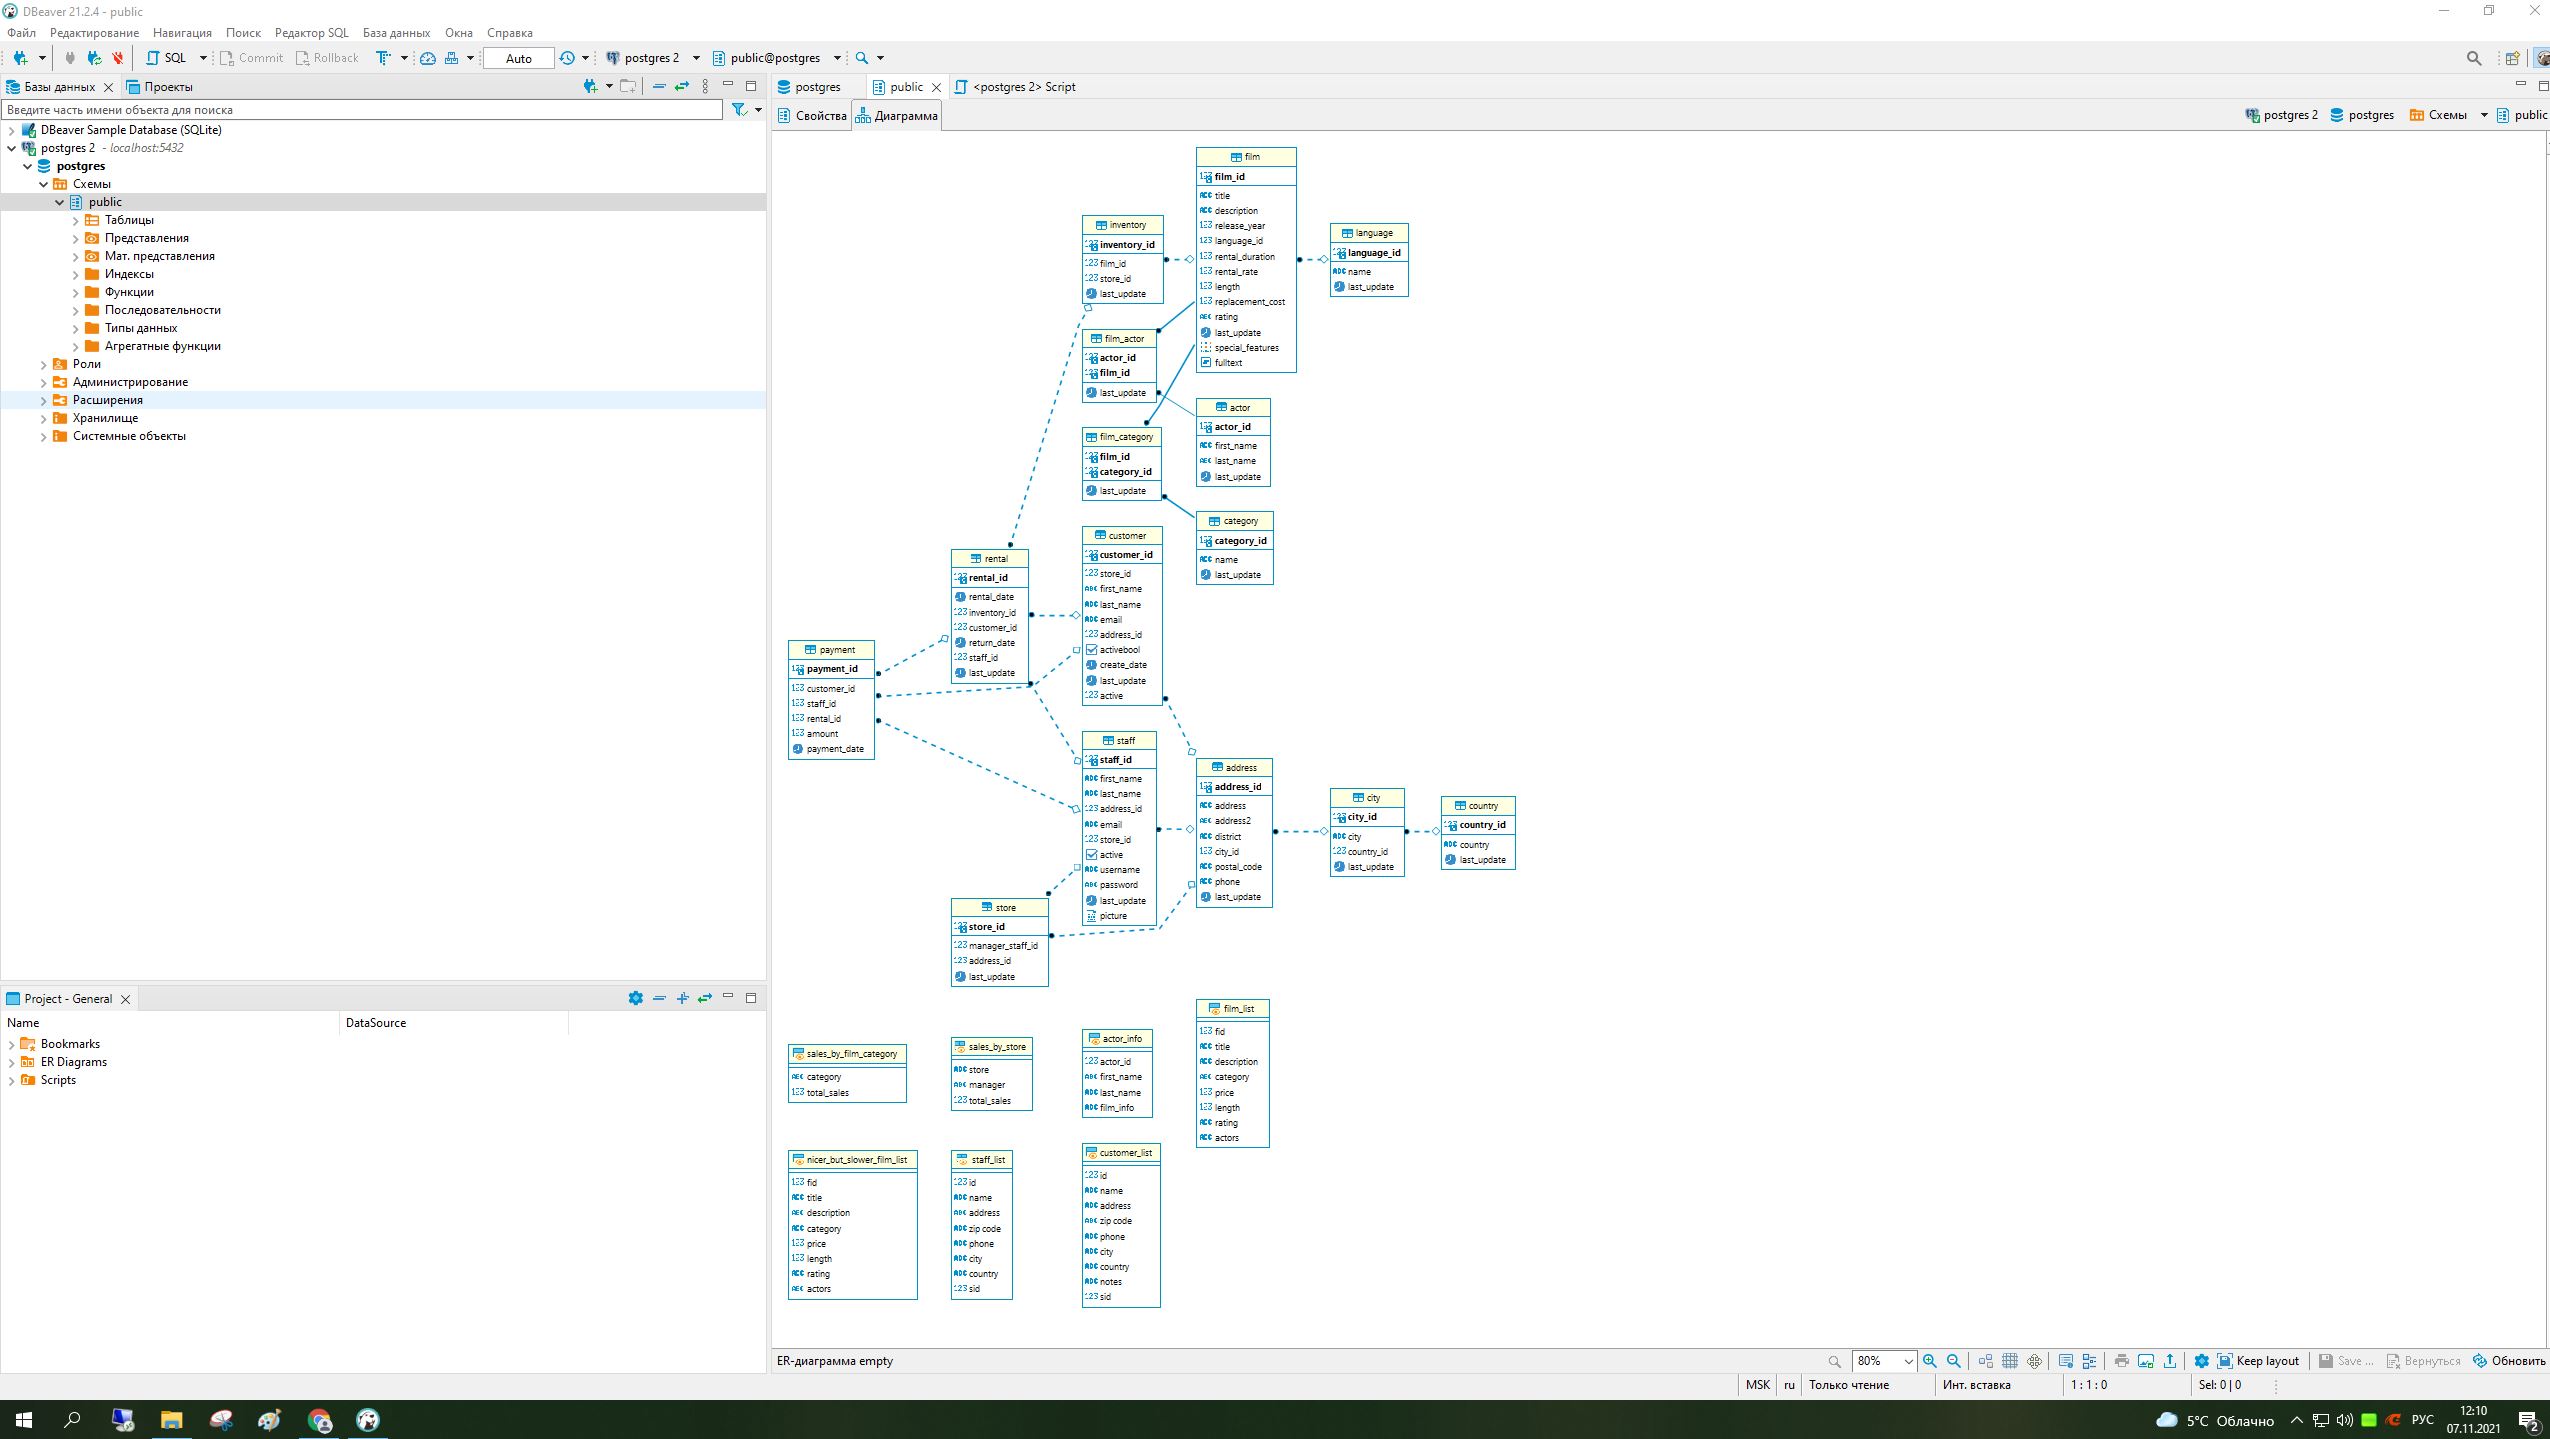 DBeaver 21.2.4 - public
Файл Редактирование Навигация Поиск Редактор SQL База данных Окна Справка
SQL Commit Rollback Auto postgres 2 public@postgres
Базы данных Проекты
Введите часть имени объекта для поиска
DBeaver Sample Database (SQLite)
postgres 2 - localhost:5432
postgres
Схемы
public
Таблицы
Представления
Мат. представления
Индексы
Функции
Последовательности
Типы данных
Агрегатные функции
Роли
Администрирование
Расширения
Хранилище
Системные объекты
Project - General
Name DataSource
Bookmarks
ER Diagrams
Scripts
postgres public <postgres 2> Script
Свойства Диаграмма
postgres 2 postgres Схемы public
film
film_id
title
description
release_year
language_id
rental_duration
rental_rate
length
replacement_cost
rating
last_update
special_features
fulltext
inventory
inventory_id
film_id
store_id
last_update
language
language_id
name
last_update
film_actor
actor_id
film_id
last_update
actor
actor_id
first_name
last_name
last_update
film_category
film_id
category_id
last_update
category
category_id
name
last_update
customer
customer_id
store_id
first_name
last_name
email
address_id
activebool
create_date
last_update
active
rental
rental_id
rental_date
inventory_id
customer_id
return_date
staff_id
last_update
payment
payment_id
customer_id
staff_id
rental_id
amount
payment_date
staff
staff_id
first_name
last_name
address_id
email
store_id
active
username
password
last_update
picture
address
address_id
address
address2
district
city_id
postal_code
phone
last_update
city
city_id
city
country_id
last_update
country
country_id
country
last_update
store
store_id
manager_staff_id
address_id
last_update
sales_by_film_category
category
total_sales
sales_by_store
store
manager
total_sales
actor_info
actor_id
first_name
last_name
film_info
film_list
fid
title
description
category
price
length
rating
actors
nicer_but_slower_film_list
fid
title
description
category
price
length
rating
actors
staff_list
id
name
address
zip code
phone
city
country
sid
customer_list
id
name
address
zip code
phone
city
country
notes
sid
ER-диаграмма empty 80% Keep layout Save ... Вернуться Обновить
MSK ru Только чтение Инт. вставка 1 : 1 : 0 Sel: 0 | 0
5°C Облачно РУС 12:10
07.11.2021 2